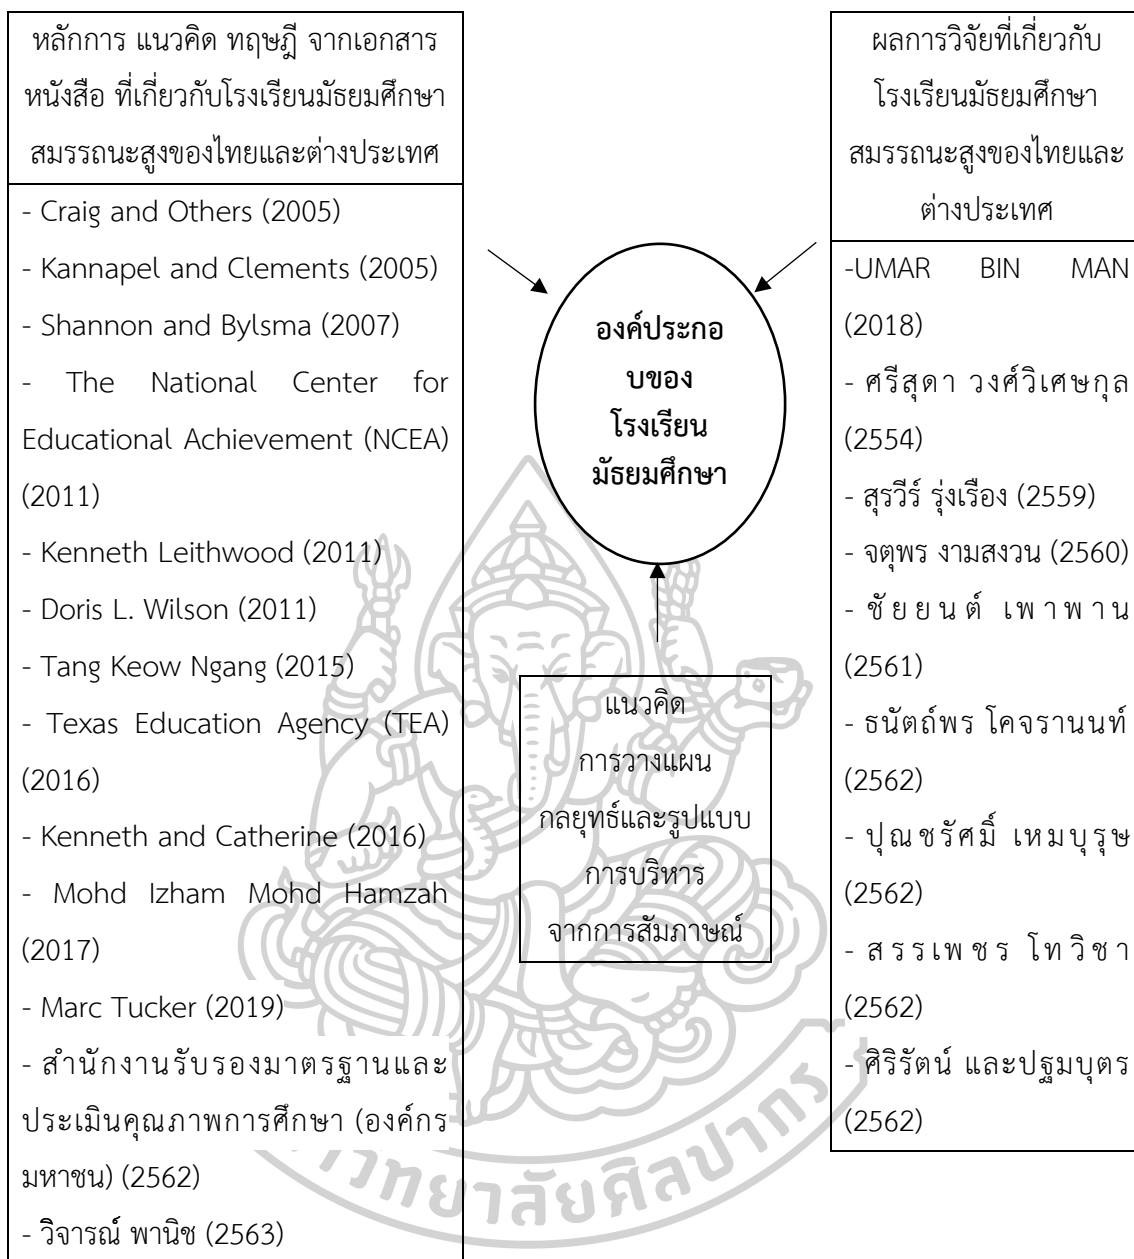 หลักการ แนวคิด ทฤษฎี จากเอกสาร
หนังสือ ที่เกี่ยวกับโรงเรียนมัธยมศึกษา
สมรรถนะสูงของไทยและต่างประเทศ
- Craig and Others (2005)
- Kannapel and Clements (2005)
- Shannon and Bylsma (2007)
- The National Center for
Educational Achievement (NCEA)
(2011)
- Kenneth Leithwood (2011)
- Doris L. Wilson (2011)
- Tang Keow Ngang (2015)
- Texas Education Agency (TEA)
(2016)
- Kenneth and Catherine (2016)
- Mohd Izham Mohd Hamzah
(2017)
- Marc Tucker (2019)
- สำนักงานรับรองมาตรฐานและ
ประเมินคุณภาพการศึกษา (องค์กร
มหาชน) (2562)
- วิจารณ์ พานิช (2563)
องค์ประกอ
บของ
โรงเรียน
มัธยมศึกษา
แนวคิด
การวางแผน
กลยุทธ์และรูปแบบ
การบริหาร
จากการสัมภาษณ์
ผลการวิจัยที่เกี่ยวกับ
โรงเรียนมัธยมศึกษา
สมรรถนะสูงของไทยและ
ต่างประเทศ
-UMAR BIN MAN
(2018)
- ศรีสุดา วงศ์วิเศษกุล
(2554)
- สุรวีร์ รุ่งเรือง (2559)
- จตุพร งามสงวน (2560)
- ชัยยนต์ เพาพาน
(2561)
- ธนัตถ์พร โคจรานนท์
(2562)
- ปุณชรัศมิ์ เหมบุรุษ
(2562)
- สรรเพชร โทวิชา
(2562)
- ศิริรัตน์ และปฐมบุตร
(2562)
วิทยาลัยศิลปากร